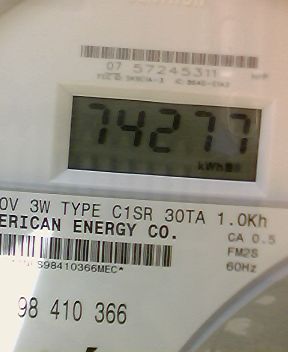 07 57245311
74277
kWh
0V 3W TYPE C1SR 30TA 1.0Kh
ERICAN ENERGY CO.
CA 0.5
FM2S
60Hz
S98410366MEC*
98 410 366